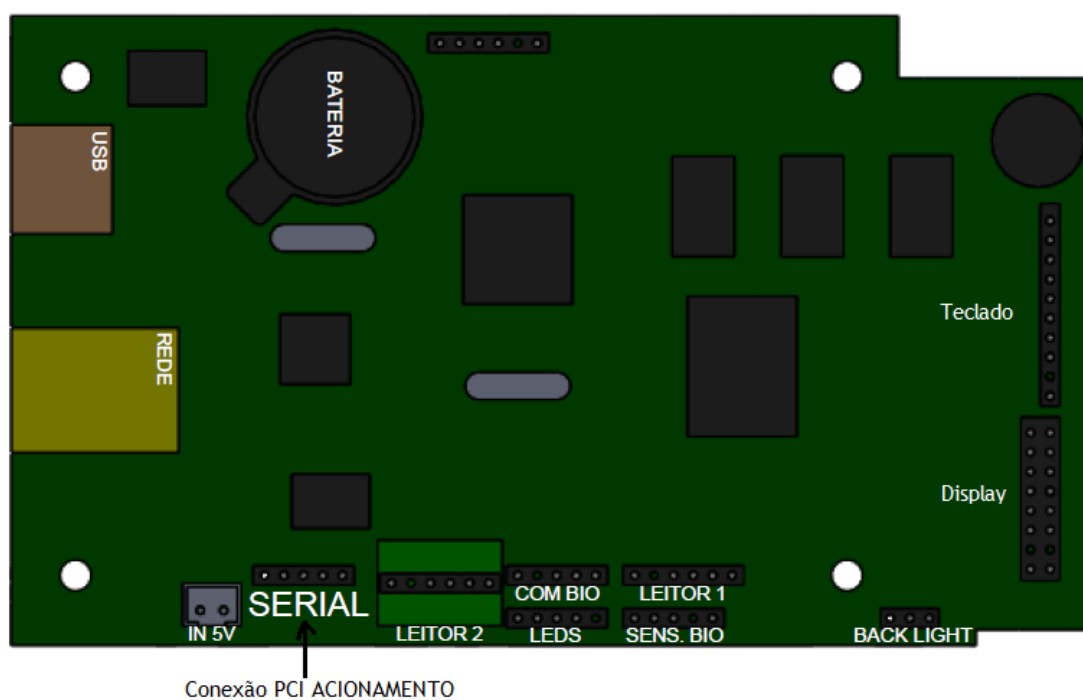 BATERIA
USB
REDE
Teclado
Display
SERIAL
IN 5V
LEITOR 2
COM BIO
LEDS
LEITOR 1
SENS. BIO
BACK LIGHT
Conexão PCI ACIONAMENTO